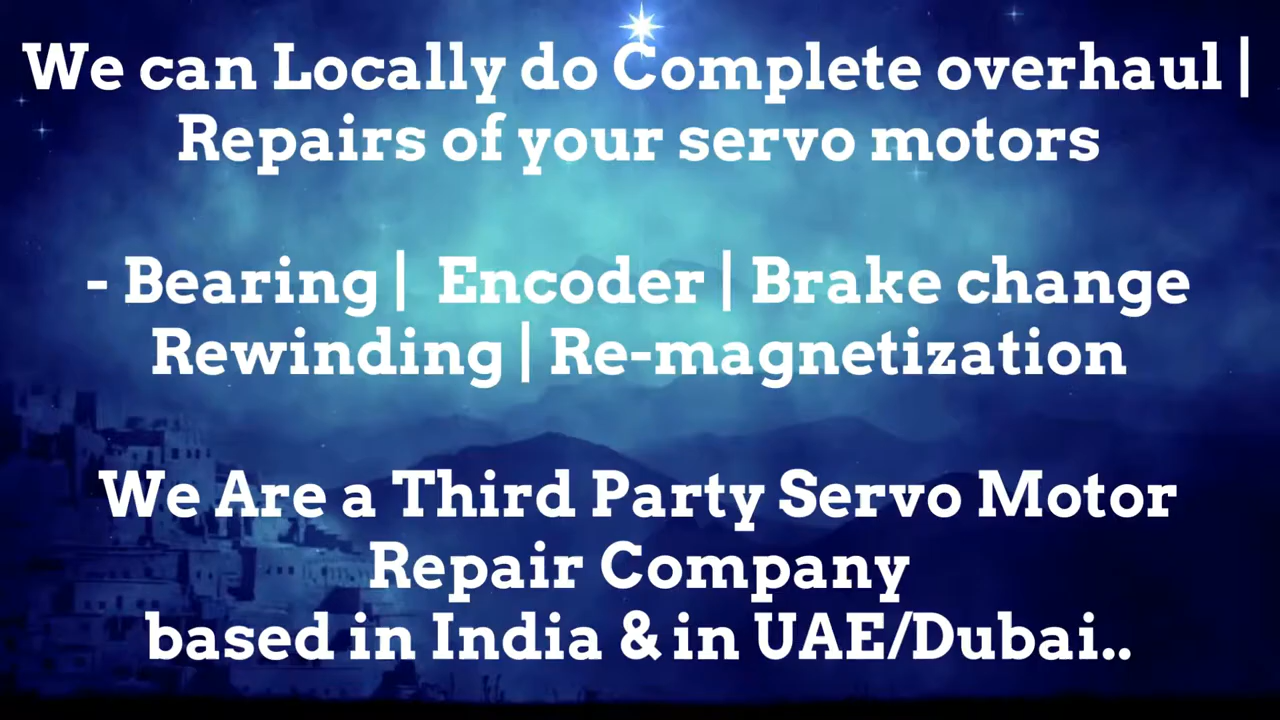 We can Locally do Complete overhaul |
Repairs of your servo motors
- Bearing | Encoder | Brake change
Rewinding | Re-magnetization
We Are a Third Party Servo Motor
Repair Company
based in India & in UAE/Dubai..